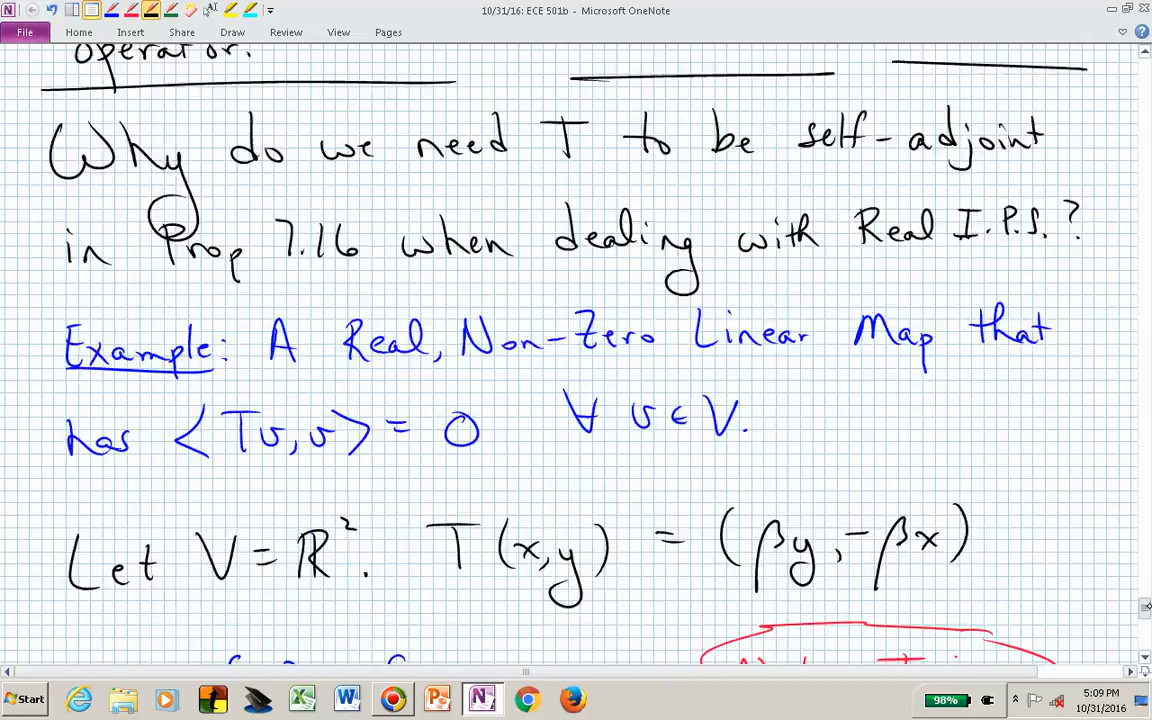 10/31/16: ECE 501b - Microsoft OneNote
File Home Insert Share Draw Review View Pages
operator.
Why do we need T to be self-adjoint
in Prop 7.16 when dealing with Real I.P.S.?
Example: A Real, Non-Zero Linear Map that
has <Tv, v> = 0 ∀ v ∈ V.
Let V = ℝ². T(x,y) = (βy, -βx)
Start 98% 5:09 PM
10/31/2016